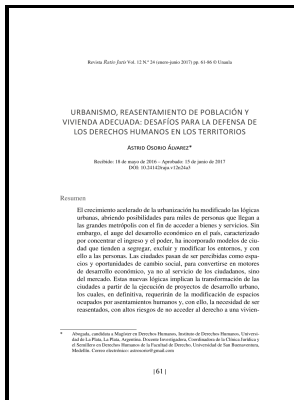 Revista Ratio Juris Vol. 12 N.° 24 (enero-junio 2017) pp. 61-86 © Unaula
URBANISMO, REASENTAMIENTO DE POBLACIÓN Y
VIVIENDA ADECUADA: DESAFÍOS PARA LA DEFENSA DE
LOS DERECHOS HUMANOS EN LOS TERRITORIOS
Astrid Osorio Álvarez*
Recibido: 18 de mayo de 2016 – Aprobado: 15 de junio de 2017
DOI: 10.24142/raju.v12n24a3
Resumen
El crecimiento acelerado de la urbanización ha modificado las lógicas
urbanas, abriendo posibilidades para miles de personas que llegan a
las grandes metrópolis con el fin de acceder a bienes y servicios. Sin
embargo, el auge del desarrollo económico en el país, caracterizado
por concentrar el ingreso y el poder, ha incorporado modelos de ciu-
dad que tienden a segregar, excluir y modificar los entornos, y con
ello a las personas. Las ciudades pasan de ser percibidas como espa-
cios y oportunidades de cambio social, para convertirse en motores
de desarrollo económico, ya no al servicio de los ciudadanos, sino
del mercado. Estas nuevas lógicas implican la transformación de las
ciudades a partir de la ejecución de proyectos de desarrollo urbano,
los cuales, en definitiva, requetirán de la modificación de espacios
ocupados por asentamientos humanos y, con ello, la necesidad de ser
reasentados, con altos riesgos de no acceder al derecho a una vivien-
* Abogada, candidata a Magíster en Derechos Humanos, Instituto de Derechos Humanos, Universi-
dad de La Plata, La Plata, Argentina. Docente Investigadora, Coordinadora de la Clínica Jurídica y
el Semillero en Derechos Humanos de la Facultad de Derecho, Universidad de San Buenaventura,
Medellín. Correo electrónico:
|61|